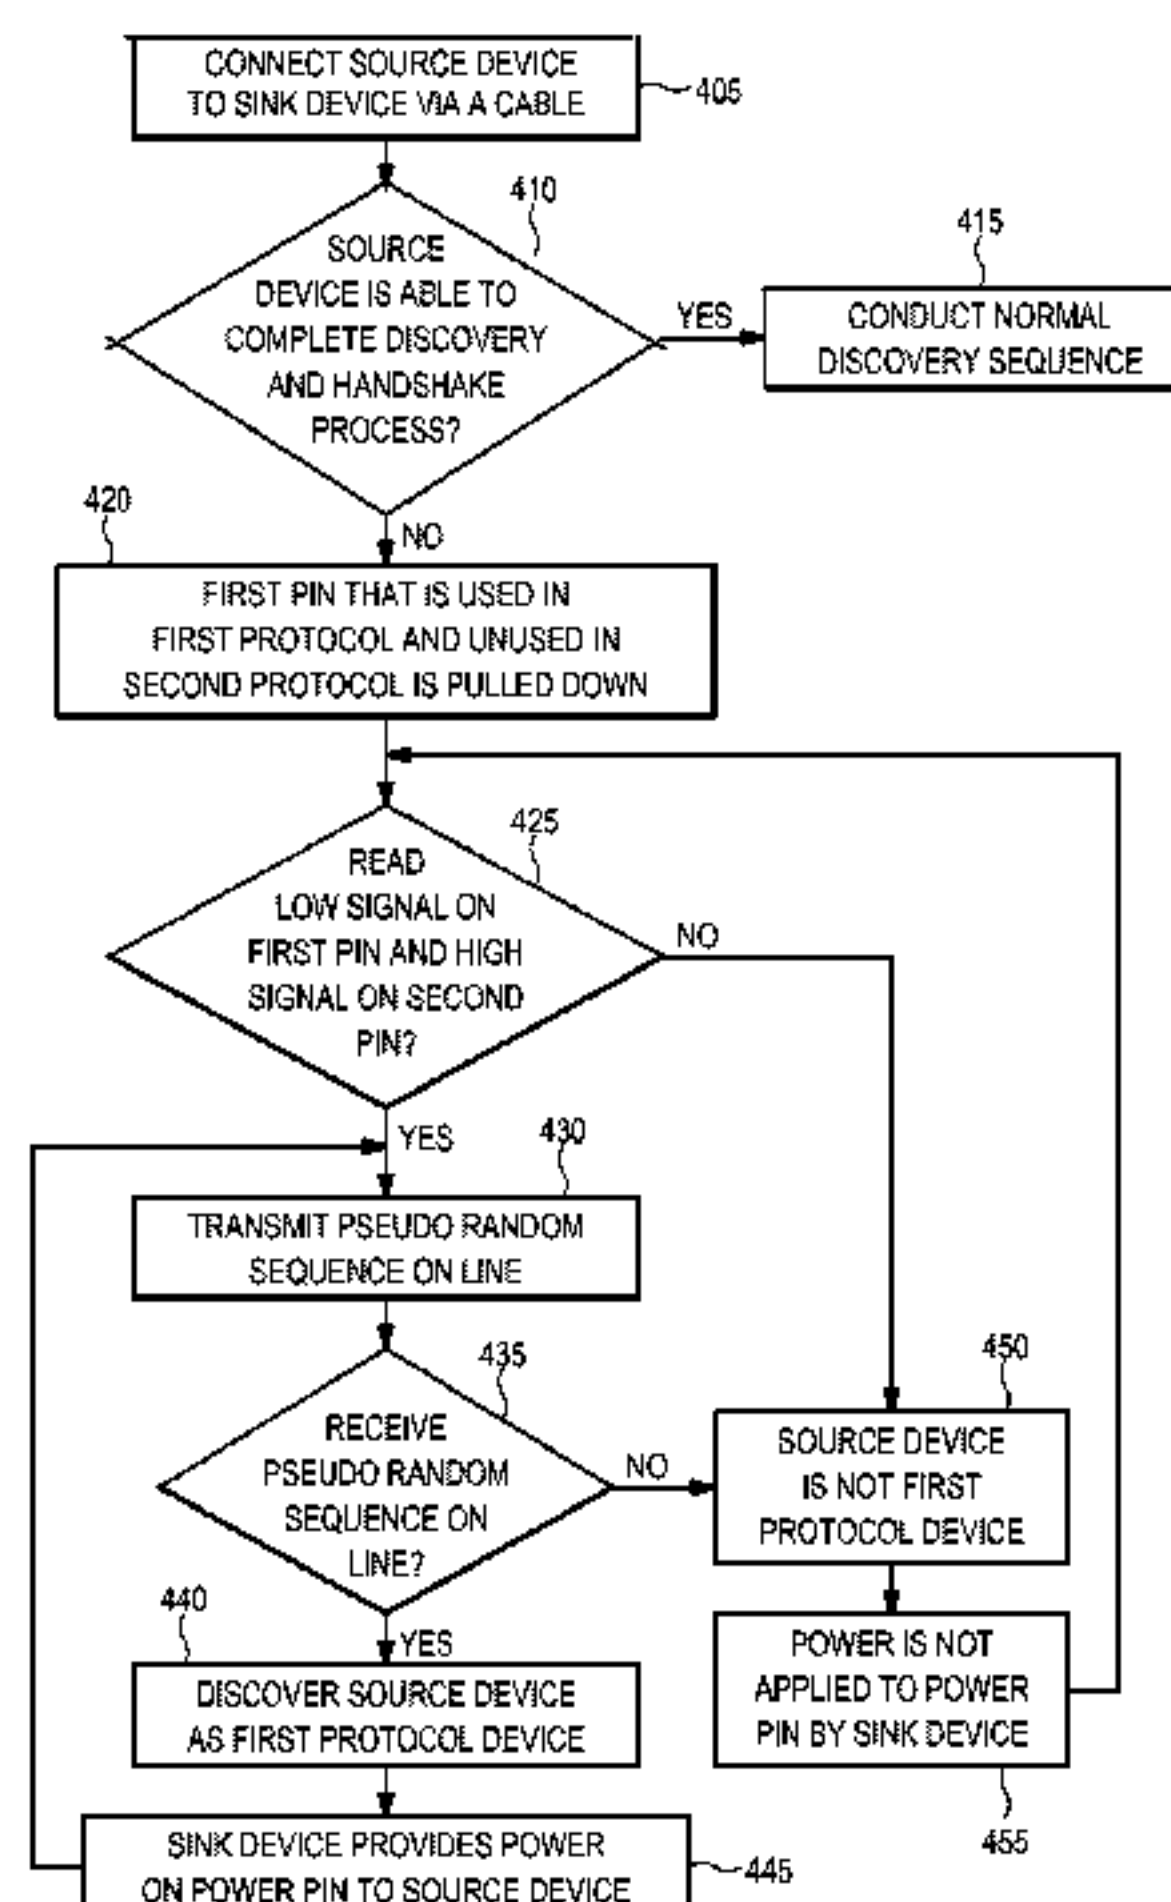 CONNECT SOURCE DEVICE
TO SINK DEVICE VIA A CABLE
405
410
SOURCE
DEVICE IS ABLE TO
COMPLETE DISCOVERY
AND HANDSHAKE
PROCESS?
YES
415
CONDUCT NORMAL
DISCOVERY SEQUENCE
NO
420
FIRST PIN THAT IS USED IN
FIRST PROTOCOL AND UNUSED IN
SECOND PROTOCOL IS PULLED DOWN
425
READ
LOW SIGNAL ON
FIRST PIN AND HIGH
SIGNAL ON SECOND
PIN?
NO
YES
430
TRANSMIT PSEUDO RANDOM
SEQUENCE ON LINE
435
RECEIVE
PSEUDO RANDOM
SEQUENCE ON
LINE?
NO
450
SOURCE DEVICE
IS NOT FIRST
PROTOCOL DEVICE
YES
440
DISCOVER SOURCE DEVICE
AS FIRST PROTOCOL DEVICE
POWER IS NOT
APPLIED TO POWER
PIN BY SINK DEVICE
455
SINK DEVICE PROVIDES POWER
ON POWER PIN TO SOURCE DEVICE
445